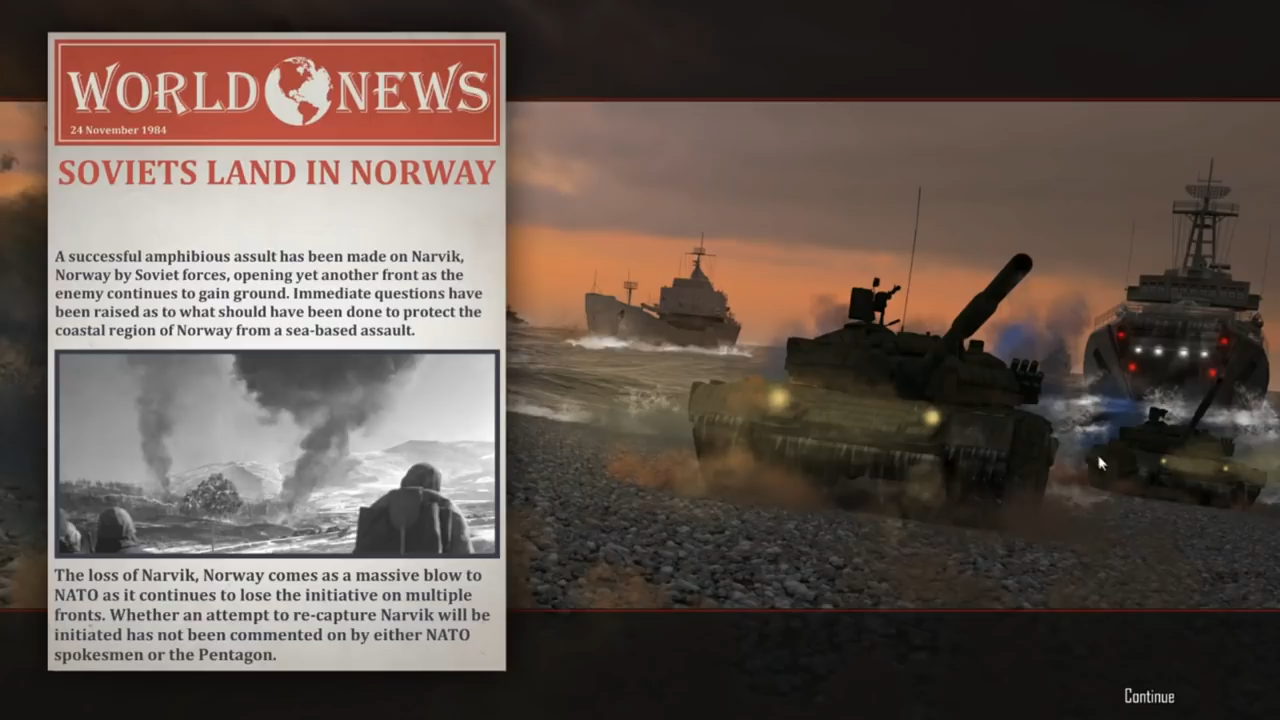 WORLD NEWS
24 November 1984
SOVIETS LAND IN NORWAY
A successful amphibious assult has been made on Narvik,
Norway by Soviet forces, opening yet another front as the
enemy continues to gain ground. Immediate questions have
been raised as to what should have been done to protect the
coastal region of Norway from a sea-based assault.
The loss of Narvik, Norway comes as a massive blow to
NATO as it continues to lose the initiative on multiple
fronts. Whether an attempt to re-capture Narvik will be
initiated has not been commented on by either NATO
spokesmen or the Pentagon.
Continue